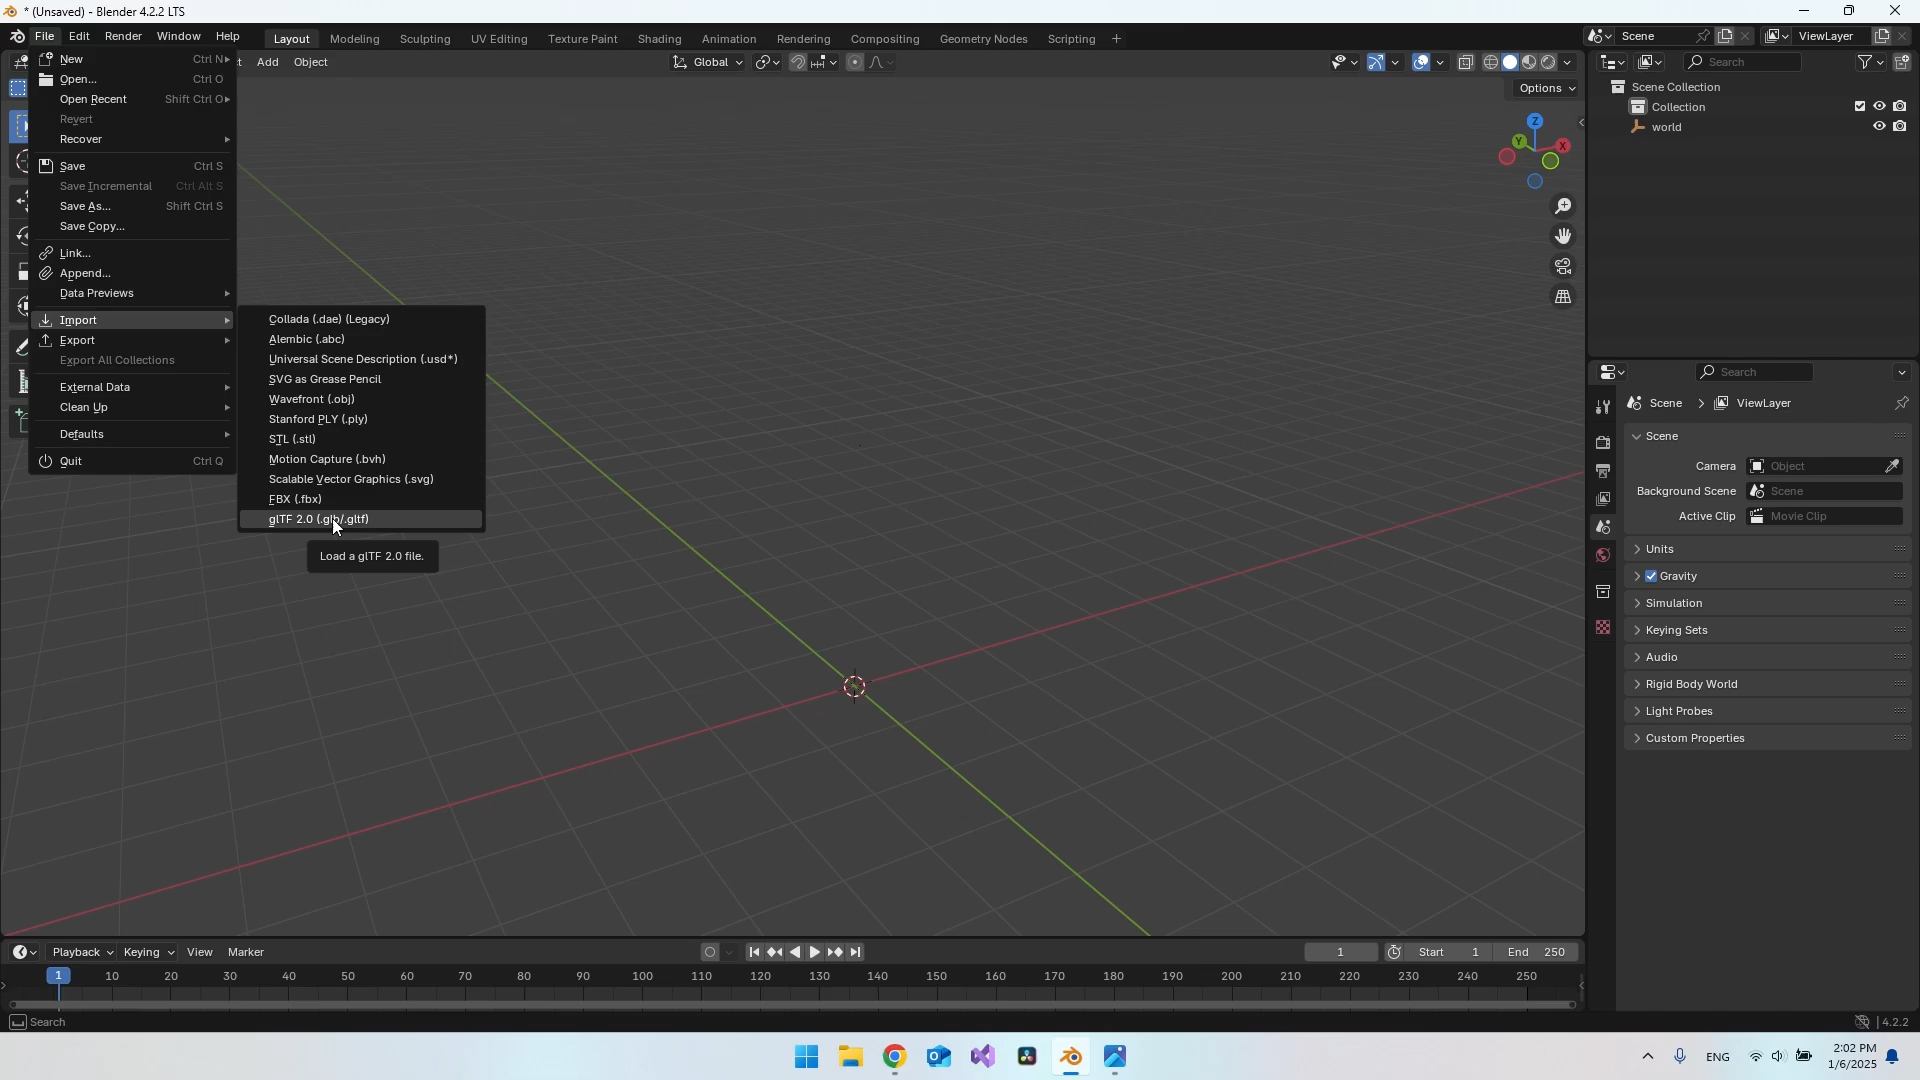 * (Unsaved) - Blender 4.2.2 LTS
File Edit Render Window Help Layout Modeling Sculpting UV Editing Texture Paint Shading Animation Rendering Compositing Geometry Nodes Scripting +
Scene ViewLayer
t Add Object Global
Search
Options
New Ctrl N
Open... Ctrl O
Open Recent Shift Ctrl O
Revert
Recover
Save Ctrl S
Save Incremental Ctrl Alt S
Save As... Shift Ctrl S
Save Copy...
Link...
Append...
Data Previews
Import
Export
Export All Collections
External Data
Clean Up
Defaults
Quit Ctrl Q
Collada (.dae) (Legacy)
Alembic (.abc)
Universal Scene Description (.usd*)
SVG as Grease Pencil
Wavefront (.obj)
Stanford PLY (.ply)
STL (.stl)
Motion Capture (.bvh)
Scalable Vector Graphics (.svg)
FBX (.fbx)
glTF 2.0 (.glb/.gltf)
Load a glTF 2.0 file.
Z
Y X
Scene Collection
Collection
world
Search
Scene > ViewLayer
Scene
Camera Object
Background Scene Scene
Active Clip Movie Clip
Units
Gravity
Simulation
Keying Sets
Audio
Rigid Body World
Light Probes
Custom Properties
Playback Keying View Marker 1 Start 1 End 250
1 10 20 30 40 50 60 70 80 90 100 110 120 130 140 150 160 170 180 190 200 210 220 230 240 250
Search 4.2.2
ENG 2:02 PM
1/6/2025